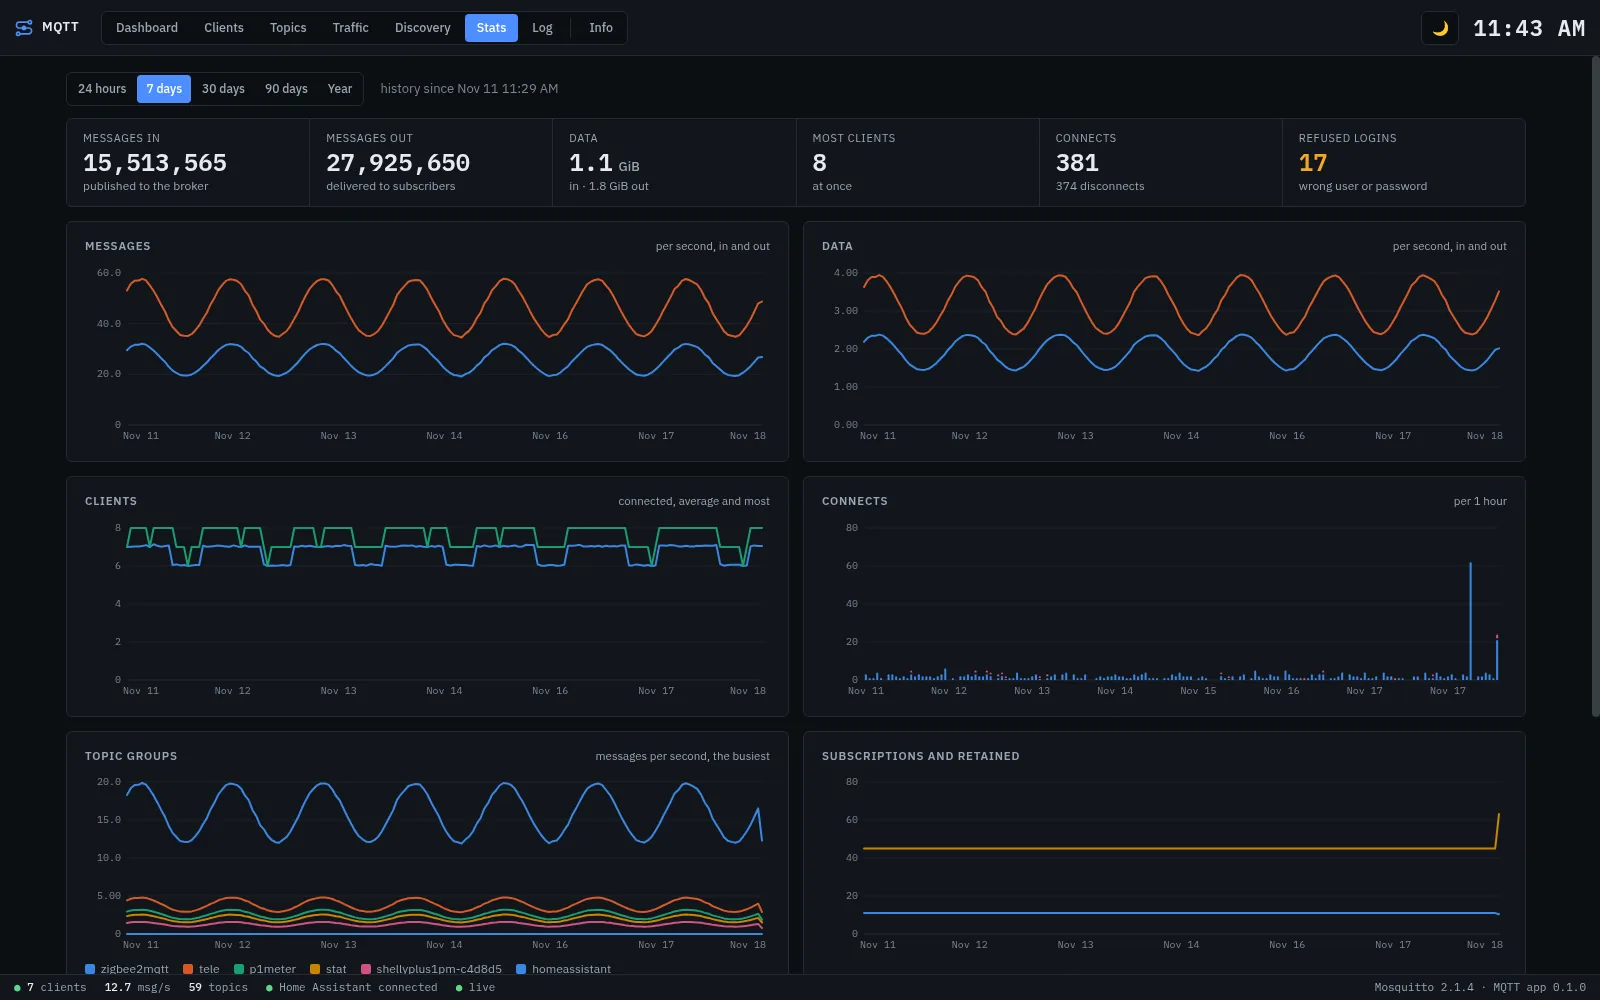 MQTT Dashboard Clients Topics Traffic Discovery Stats Log Info 11:43 AM
24 hours 7 days 30 days 90 days Year history since Nov 11 11:29 AM
MESSAGES IN
15,513,565
published to the broker
MESSAGES OUT
27,925,650
delivered to subscribers
DATA
1.1 GiB
in · 1.8 GiB out
MOST CLIENTS
8
at once
CONNECTS
381
374 disconnects
REFUSED LOGINS
17
wrong user or password
MESSAGES per second, in and out
60.0
40.0
20.0
0
Nov 11 Nov 12 Nov 13 Nov 14 Nov 16 Nov 17 Nov 18
DATA per second, in and out
4.00
3.00
2.00
1.00
0.00
Nov 11 Nov 12 Nov 13 Nov 14 Nov 16 Nov 17 Nov 18
CLIENTS connected, average and most
8
6
4
2
0
Nov 11 Nov 12 Nov 13 Nov 14 Nov 16 Nov 17 Nov 18
CONNECTS per 1 hour
80
60
40
20
0
Nov 11 Nov 12 Nov 13 Nov 14 Nov 15 Nov 16 Nov 17 Nov 17
TOPIC GROUPS messages per second, the busiest
20.0
15.0
10.0
5.00
0
Nov 11 Nov 12 Nov 13 Nov 14 Nov 16 Nov 17 Nov 18
zigbee2mqtt tele p1meter stat shellyplus1pm-c4d8d5 homeassistant
SUBSCRIPTIONS AND RETAINED
80
60
40
20
0
Nov 11 Nov 12 Nov 13 Nov 14 Nov 16 Nov 17 Nov 18
7 clients 12.7 msg/s 59 topics Home Assistant connected live Mosquitto 2.1.4 · MQTT app 0.1.0